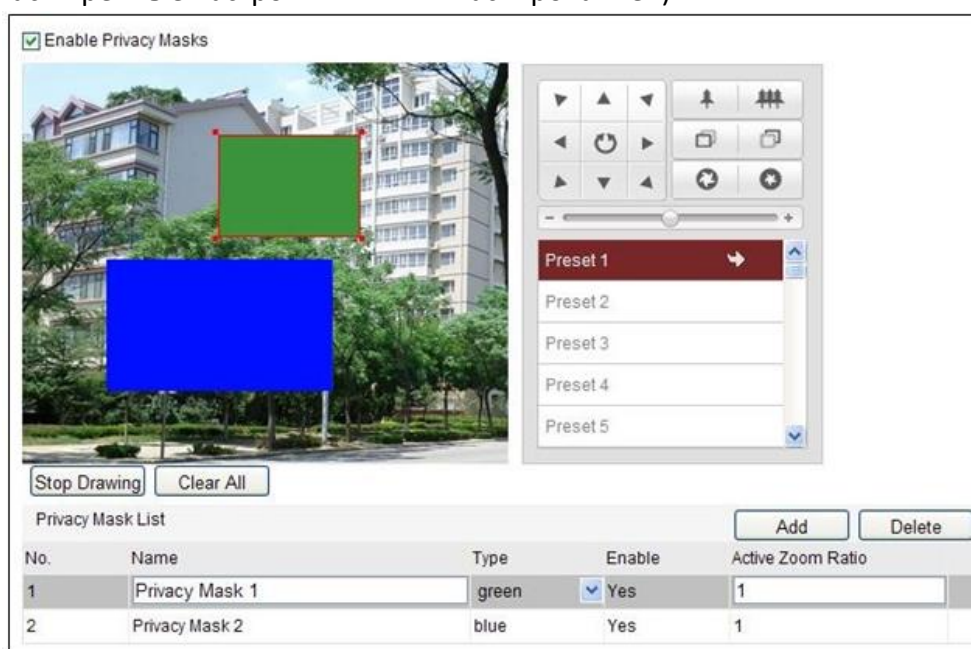 Enable Privacy Masks
Preset 1
Preset 2
Preset 3
Preset 4
Preset 5
Stop Drawing Clear All
Privacy Mask List Add Delete
No. Name Type Enable Active Zoom Ratio
1 Privacy Mask 1 green Yes 1
2 Privacy Mask 2 blue Yes 1